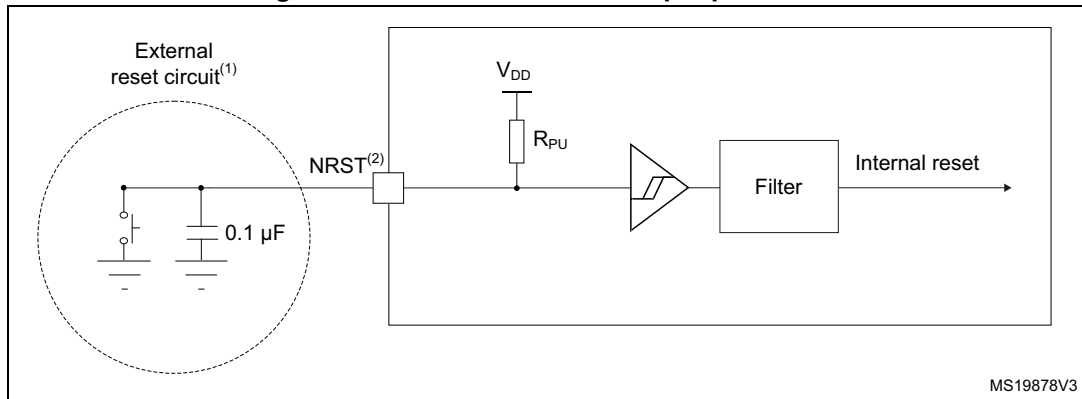 External
reset circuit(1)
VDD
RPU
NRST(2)
Internal reset
Filter
0.1 µF
MS19878V3